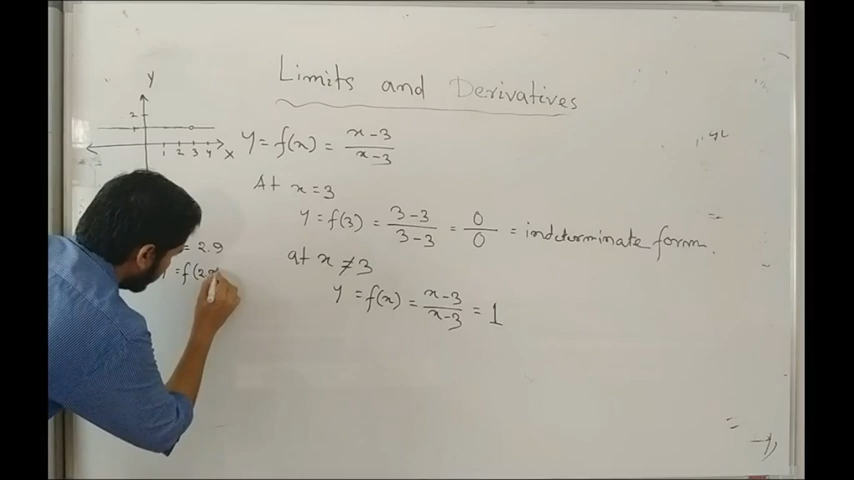 Limits and Derivatives
Y
2
1 2 3 4 X
Y = f(x) = x-3/x-3
At x = 3
Y = f(3) = 3-3/3-3 = 0/0 = indeterminate form.
at x ≠ 3
Y = f(x) = x-3/x-3 = 1
= 2.9
= f(2